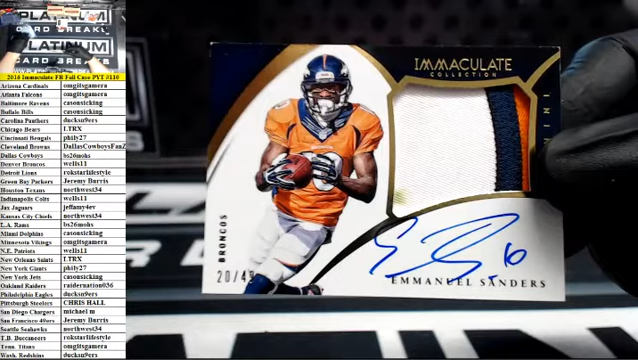 PLATINUM
CARD BREAKZ
PLATINUM
CARD BREAKS
2016 Immaculate FB Full Case PYT #110
Arizona Cardinals omgitsgamera
Atlanta Falcons omgitsgamera
Baltimore Ravens casonsicking
Buffalo Bills casonsicking
Carolina Panthers ducksn9ers
Chicago Bears LTRX
Cincinnati Bengals phily27
Cleveland Browns DallasCowboysFanZ
Dallas Cowboys bs26mohs
Denver Broncos wells11
Detroit Lions rokstarlifestyle
Green Bay Packers Jeremy Burris
Houston Texans northwest34
Indianapolis Colts wells11
Jax Jaguars jeffamy4ev
Kansas City Chiefs northwest34
L.A. Rams bs26mohs
Miami Dolphins casonsicking
Minnesota Vikings omgitsgamera
N.E. Patriots wells11
New Orleans Saints LTRX
New York Giants phily27
New York Jets casonsicking
Oakland Raiders raidernation036
Philadelphia Eagles ducksn9ers
Pittsburgh Steelers CHRIS HALL
San Diego Chargers michael m
San Francisco 49ers Jeremy Burris
Seattle Seahawks northwest34
T.B. Buccaneers rokstarlifestyle
Tenn. Titans omgitsgamera
Wash. Redskins ducksn9ers
IMMACULATE
COLLECTION
BRONCOS
20/49
EMMANUEL SANDERS